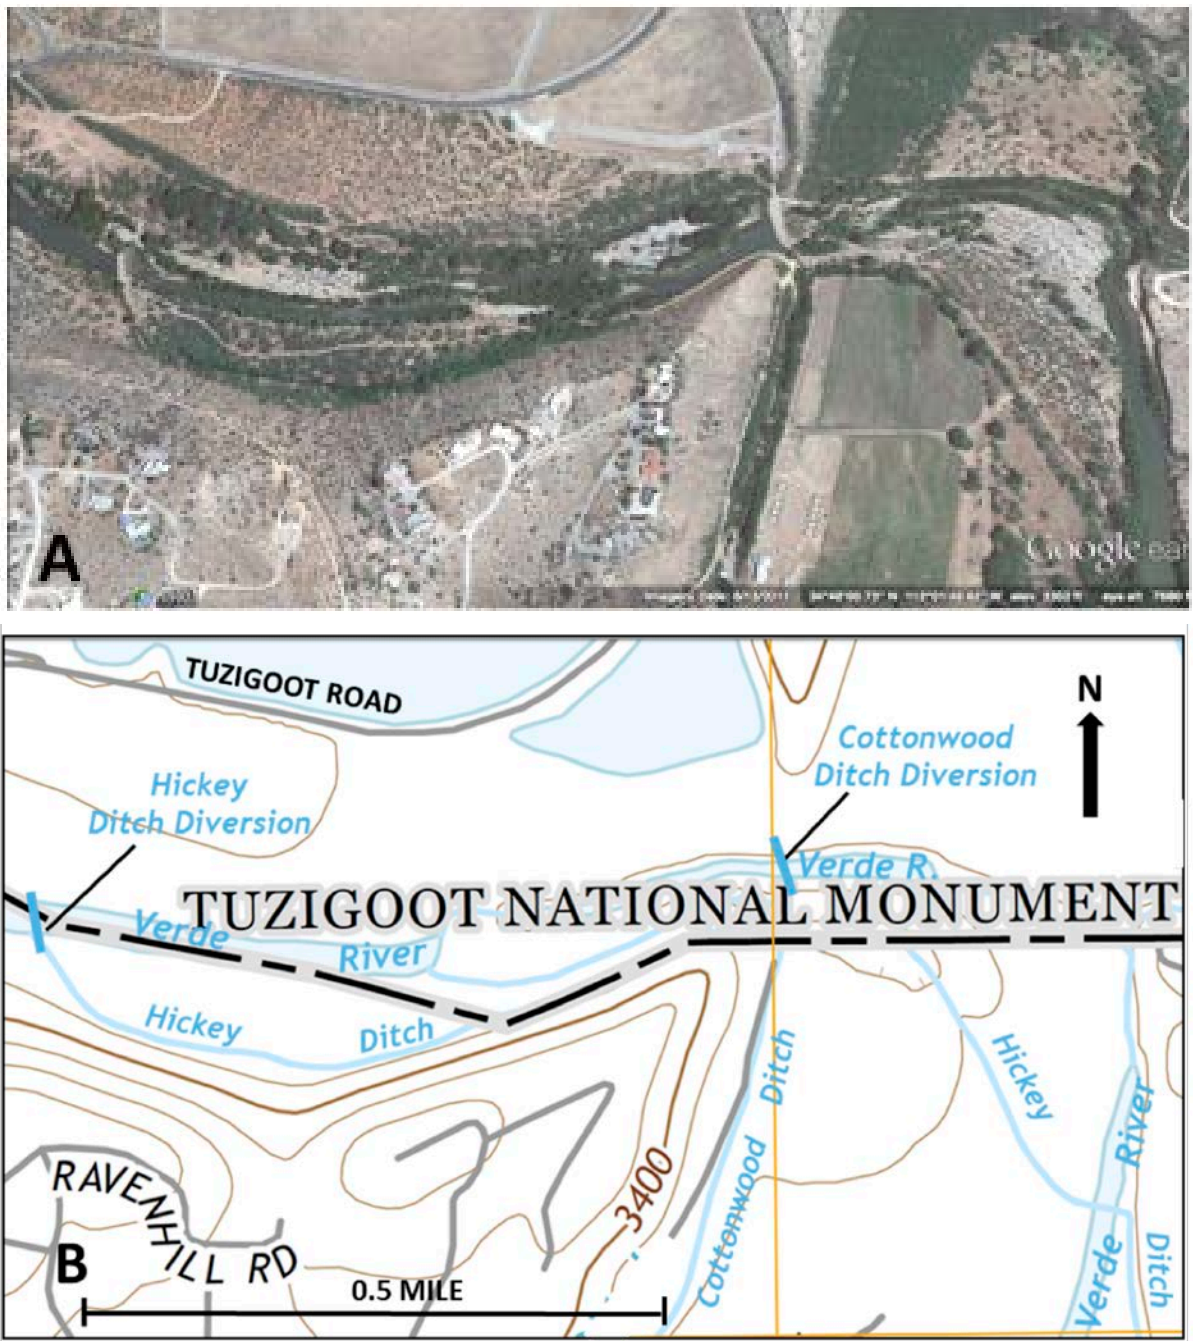 A
Google ear
TUZIGOOT ROAD
N
Cottonwood
Ditch Diversion
Hickey
Ditch Diversion
Verde R.
TUZIGOOT NATIONAL MONUMENT
Verde
River
Hickey
Ditch
Ditch
Hickey
River
Cottonwood
3400
RAVENHILL RD
Verde
Ditch
B
0.5 MILE